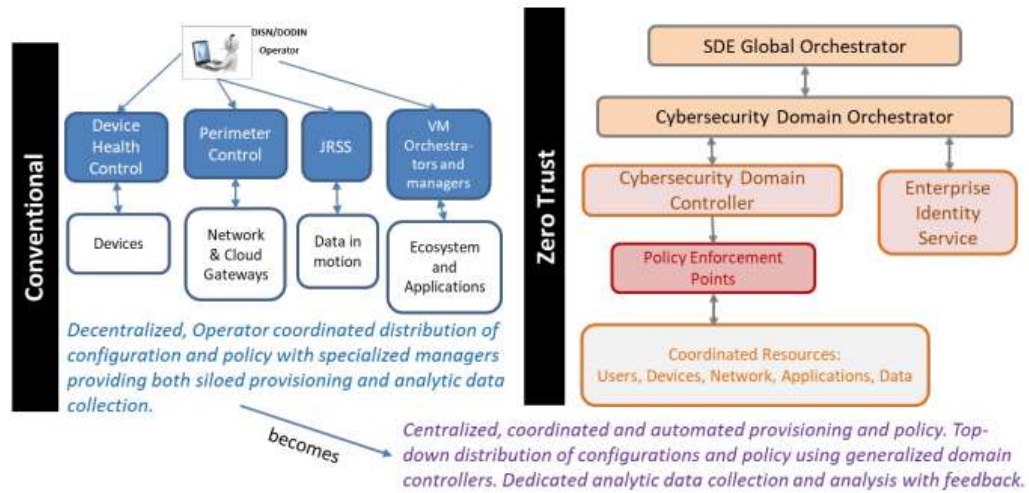 Conventional
DISN/DODIN
Operator
Device
Health
Control
Perimeter
Control
JRSS
VM
Orchestra-
tors and
managers
Devices
Network
& Cloud
Gateways
Data in
motion
Ecosystem
and
Applications
Decentralized, Operator coordinated distribution of
configuration and policy with specialized managers
providing both siloed provisioning and analytic data
collection.
becomes
Zero Trust
SDE Global Orchestrator
Cybersecurity Domain Orchestrator
Cybersecurity Domain
Controller
Enterprise
Identity
Service
Policy Enforcement
Points
Coordinated Resources:
Users, Devices, Network, Applications, Data
Centralized, coordinated and automated provisioning and policy. Top-
down distribution of configurations and policy using generalized domain
controllers. Dedicated analytic data collection and analysis with feedback.